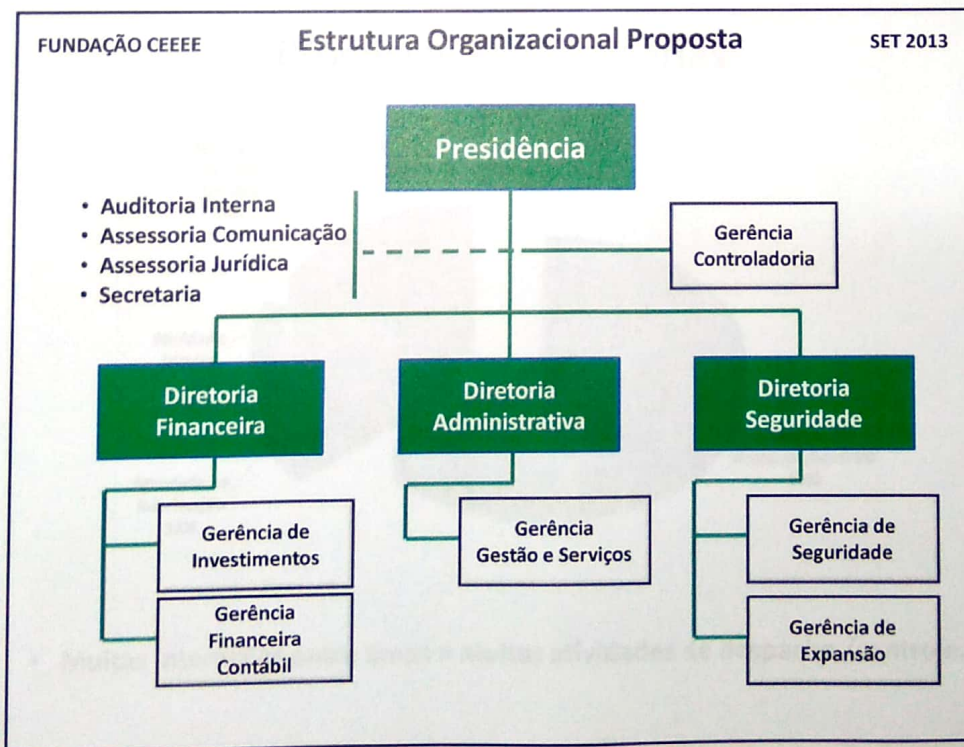 FUNDAÇÃO CEEEE
Estrutura Organizacional Proposta
SET 2013
Presidência
• Auditoria Interna
• Assessoria Comunicação
• Assessoria Jurídica
• Secretaria
Gerência
Controladoria
Diretoria
Financeira
Diretoria
Administrativa
Diretoria
Seguridade
Gerência de
Investimentos
Gerência
Financeira
Contábil
Gerência
Gestão e Serviços
Gerência de
Seguridade
Gerência de
Expansão